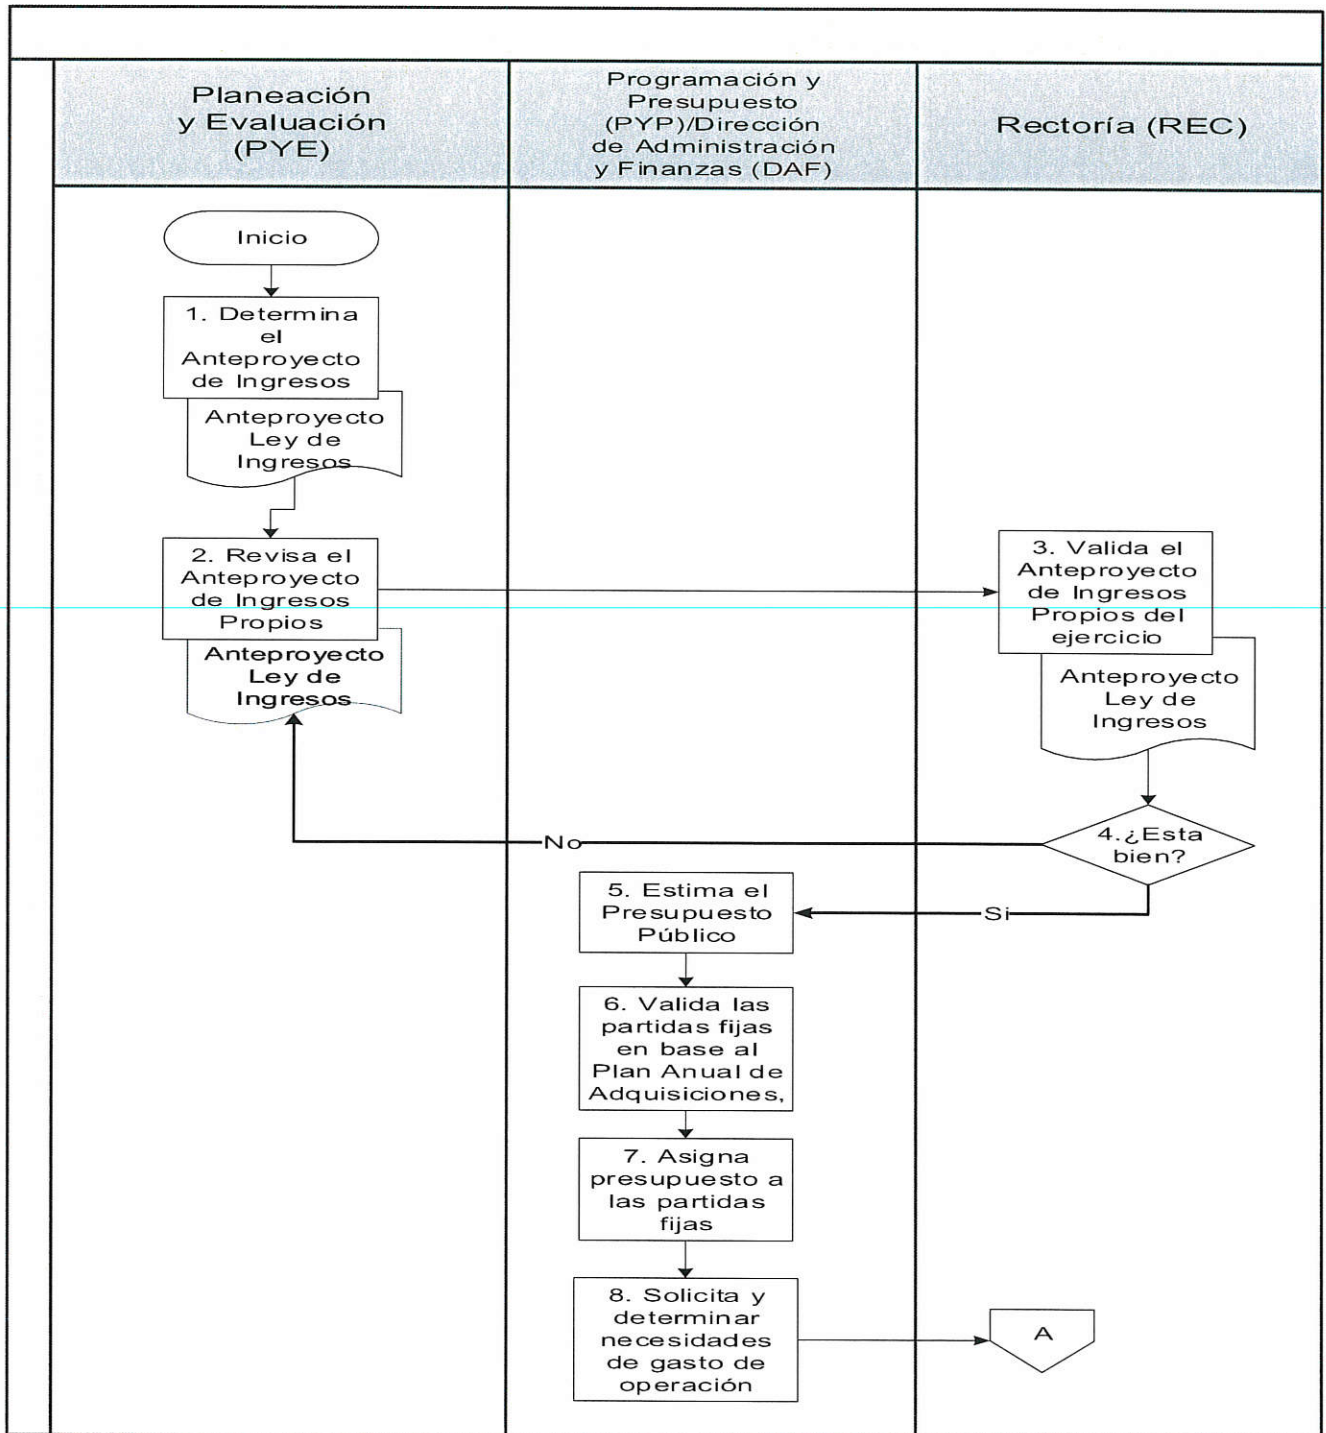 Planeación
y Evaluación
(PYE)
Programación y
Presupuesto
(PYP)/Dirección
de Administración
y Finanzas (DAF)
Rectoría (REC)
Inicio
1. Determina
el
Anteproyecto
de Ingresos
Anteproyecto
Ley de
Ingresos
2. Revisa el
Anteproyecto
de Ingresos
Propios
Anteproyecto
Ley de
Ingresos
3. Valida el
Anteproyecto
de Ingresos
Propios del
ejercicio
Anteproyecto
Ley de
Ingresos
4.¿Esta
bien?
No
Si
5. Estima el
Presupuesto
Público
6. Valida las
partidas fijas
en base al
Plan Anual de
Adquisiciones,
7. Asigna
presupuesto a
las partidas
fijas
8. Solicita y
determinar
necesidades
de gasto de
operación
A